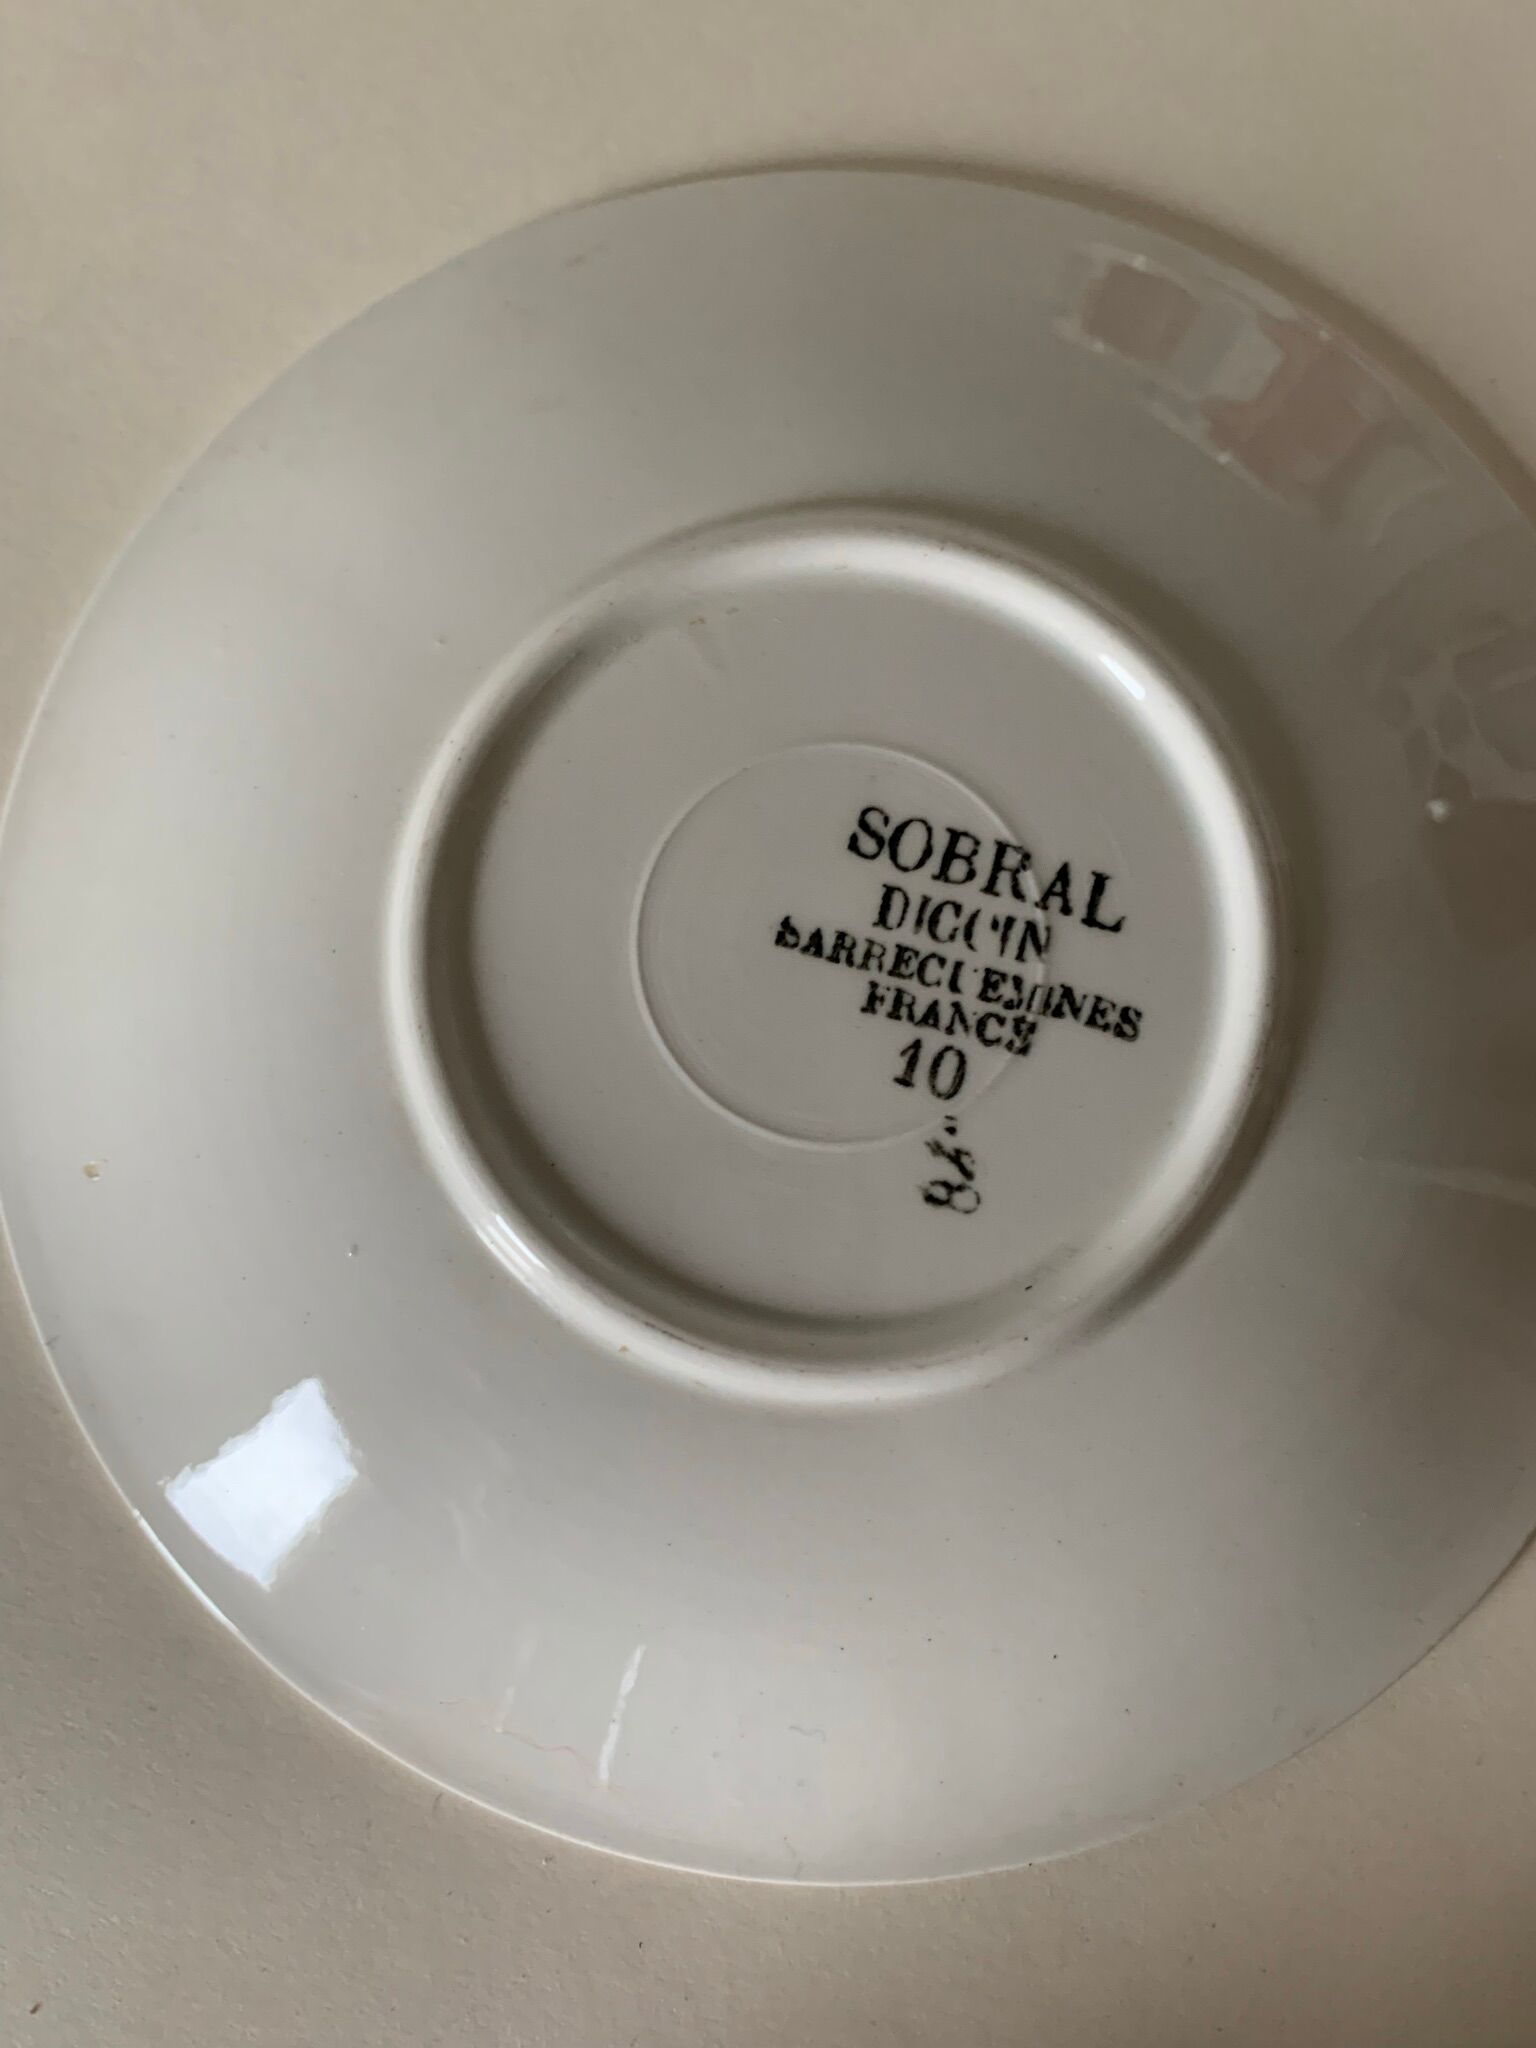 SOBRAL
DIGOIN
SARREGUEMINES
FRANCE
10